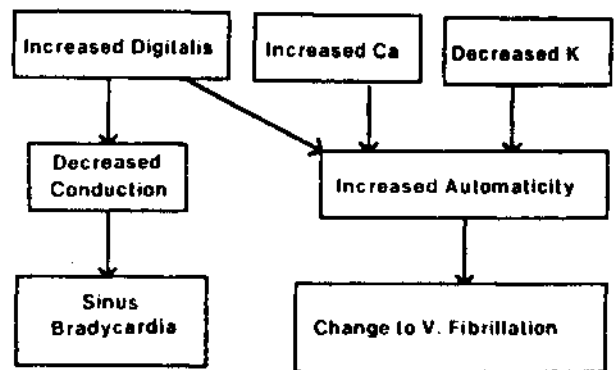 Increased Digitalis
Increased Ca
Decreased K
Decreased
Conduction
Increased Automaticity
Sinus
Bradycardia
Change to V. Fibrillation